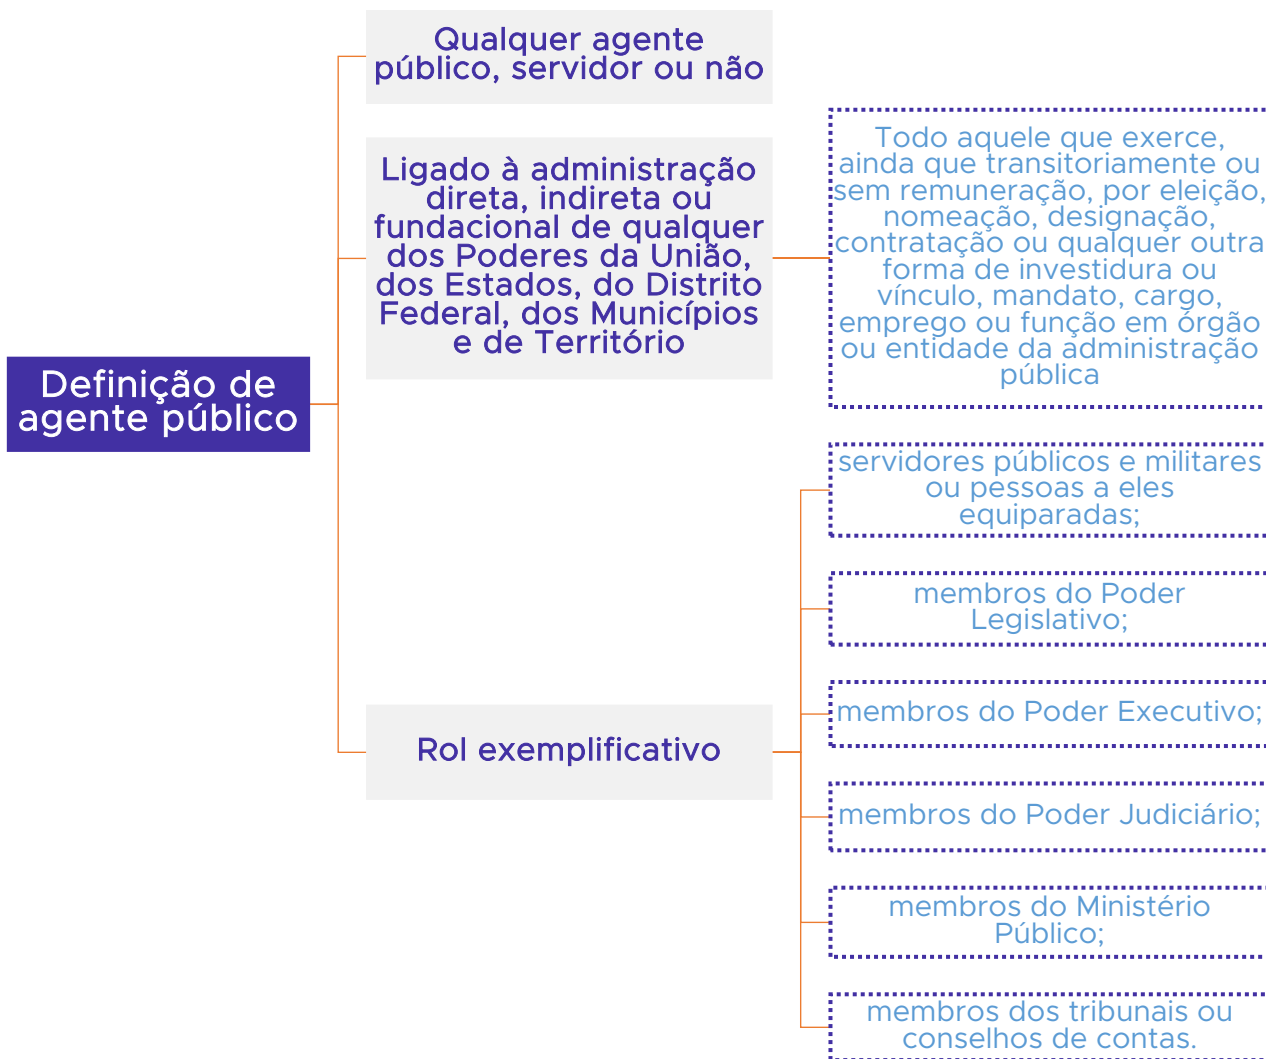 Definição de
agente público
Qualquer agente
público, servidor ou não
Ligado à administração
direta, indireta ou
fundacional de qualquer
dos Poderes da União,
dos Estados, do Distrito
Federal, dos Municípios
e de Território
Todo aquele que exerce,
ainda que transitoriamente ou
sem remuneração, por eleição,
nomeação, designação,
contratação ou qualquer outra
forma de investidura ou
vínculo, mandato, cargo,
emprego ou função em órgão
ou entidade da administração
pública
Rol exemplificativo
servidores públicos e militares
ou pessoas a eles
equiparadas;
membros do Poder
Legislativo;
membros do Poder Executivo;
membros do Poder Judiciário;
membros do Ministério
Público;
membros dos tribunais ou
conselhos de contas.